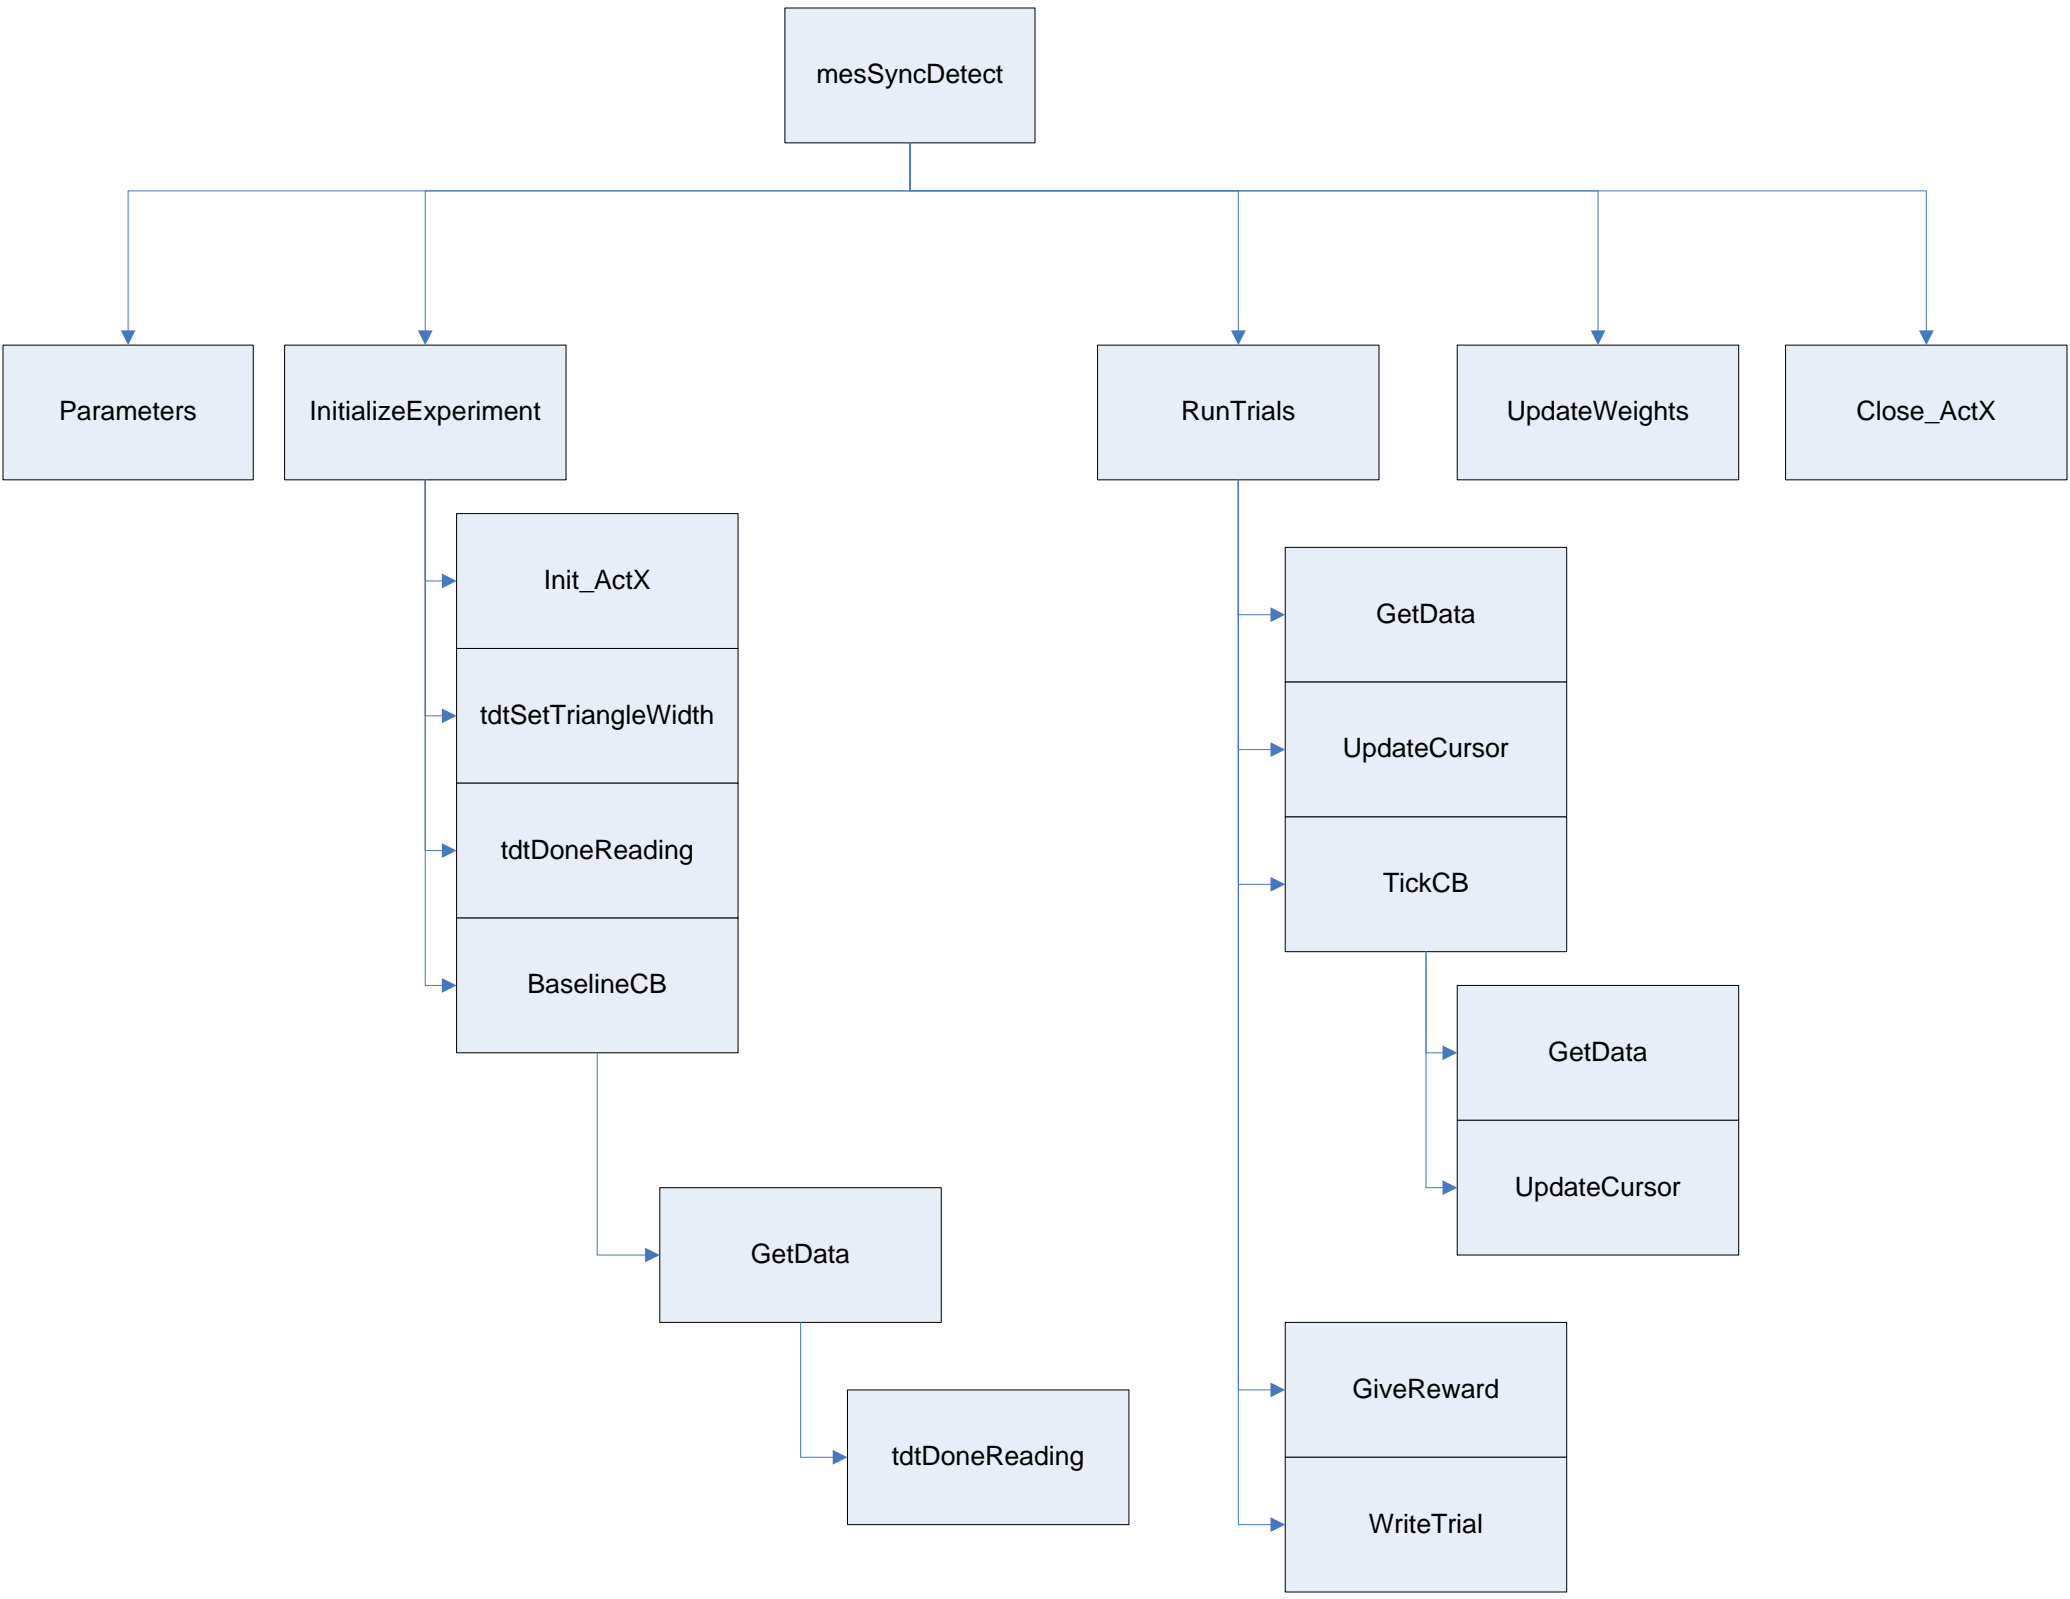 mesSyncDetect
Parameters
InitializeExperiment
RunTrials
UpdateWeights
Close_ActX
Init_ActX
tdtSetTriangleWidth
tdtDoneReading
BaselineCB
GetData
tdtDoneReading
GetData
UpdateCursor
TickCB
GetData
UpdateCursor
GiveReward
WriteTrial